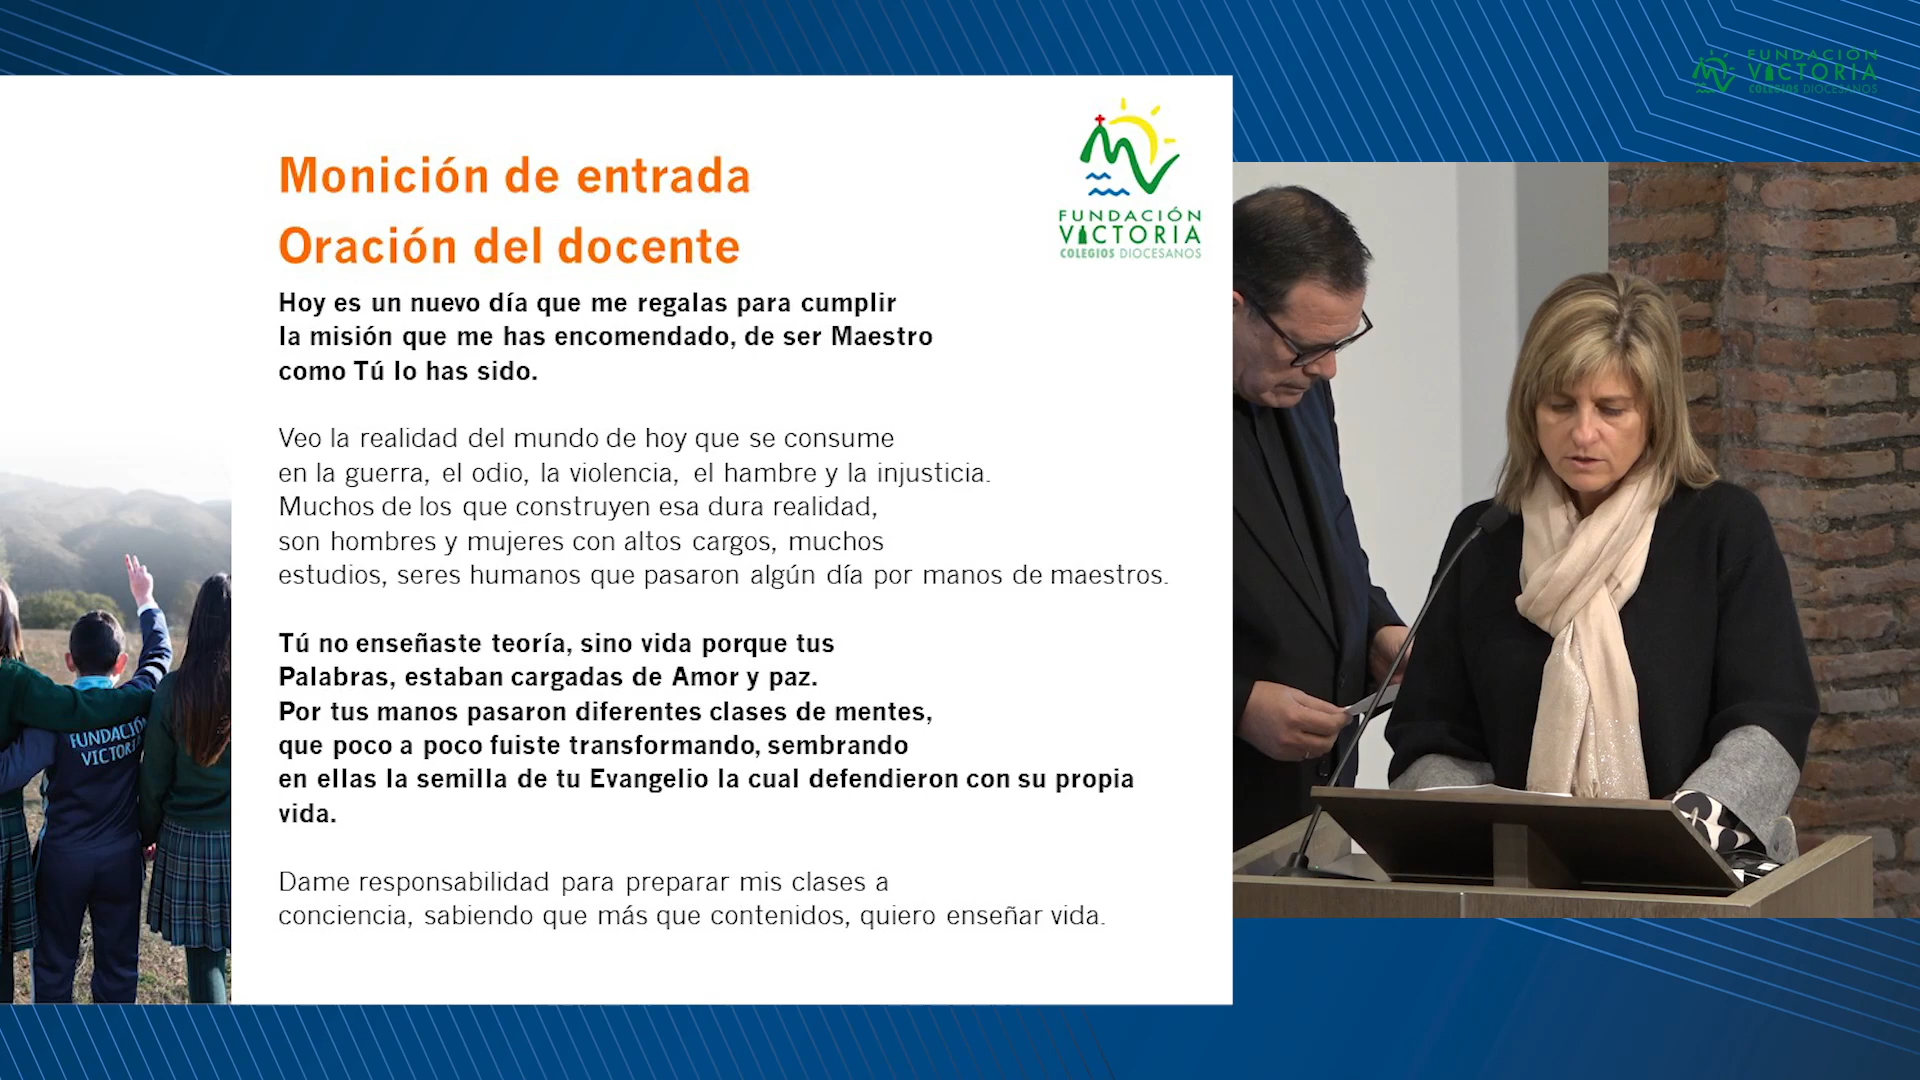 FUNDACIÓN
VICTORIA
COLEGIOS DIOCESANOS
Monición de entrada
Oración del docente
FUNDACIÓN
VICTORIA
COLEGIOS DIOCESANOS
Hoy es un nuevo día que me regalas para cumplir
la misión que me has encomendado, de ser Maestro
como Tú lo has sido.
Veo la realidad del mundo de hoy que se consume
en la guerra, el odio, la violencia, el hambre y la injusticia.
Muchos de los que construyen esa dura realidad,
son hombres y mujeres con altos cargos, muchos
estudios, seres humanos que pasaron algún día por manos de maestros.
Tú no enseñaste teoría, sino vida porque tus
Palabras, estaban cargadas de Amor y paz.
Por tus manos pasaron diferentes clases de mentes,
que poco a poco fuiste transformando, sembrando
en ellas la semilla de tu Evangelio la cual defendieron con su propia
vida.
Dame responsabilidad para preparar mis clases a
conciencia, sabiendo que más que contenidos, quiero enseñar vida.
FUNDACIÓN
VICTORIA